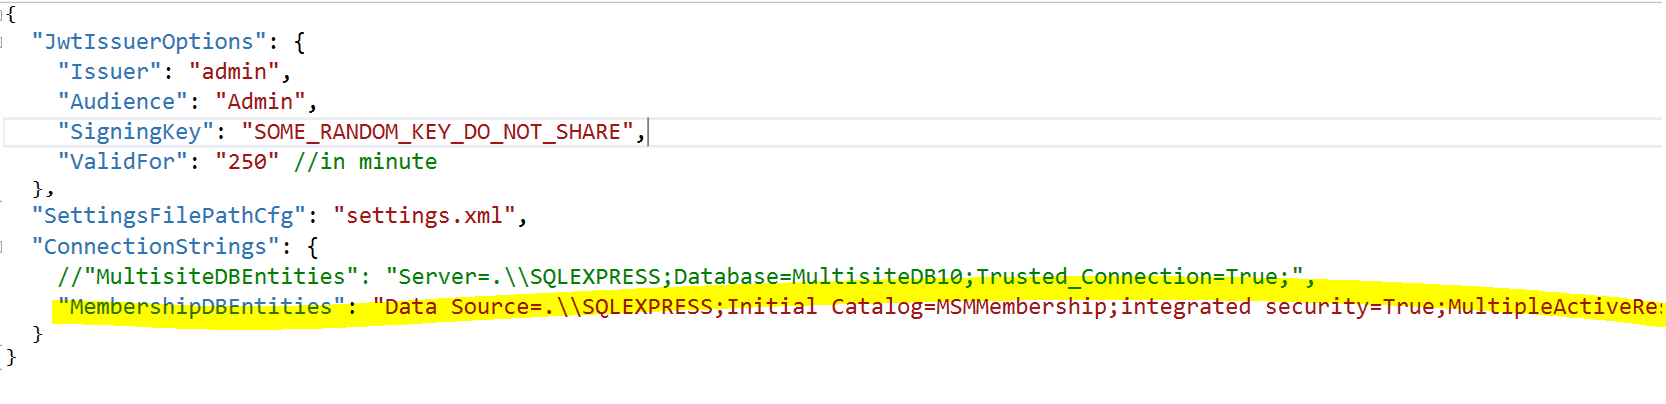 {
"JwtIssuerOptions": {
"Issuer": "admin",
"Audience": "Admin",
"SigningKey": "SOME_RANDOM_KEY_DO_NOT_SHARE",
"ValidFor": "250" //in minute
},
"SettingsFilePathCfg": "settings.xml",
"ConnectionStrings": {
//"MultisiteDBEntities": "Server=.\\SQLEXPRESS;Database=MultisiteDB10;Trusted_Connection=True;",
"MembershipDBEntities": "Data Source=.\\SQLEXPRESS;Initial Catalog=MSMMembership;integrated security=True;MultipleActiveRes
}
}